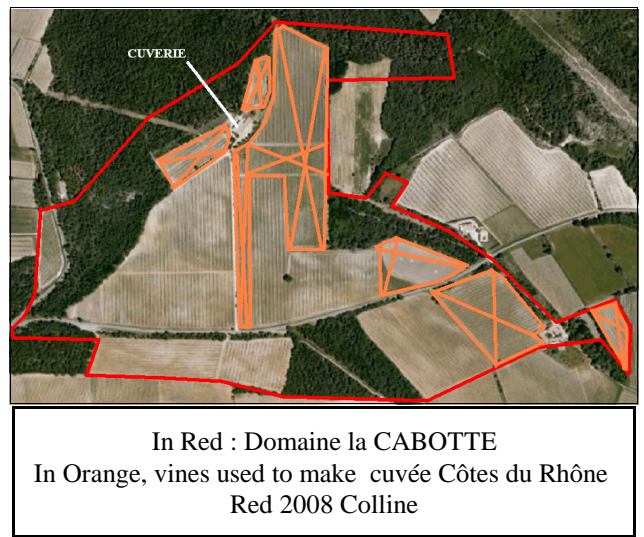 CUVERIE
In Red : Domaine la CABOTTE
In Orange, vines used to make cuvée Côtes du Rhône
Red 2008 Colline